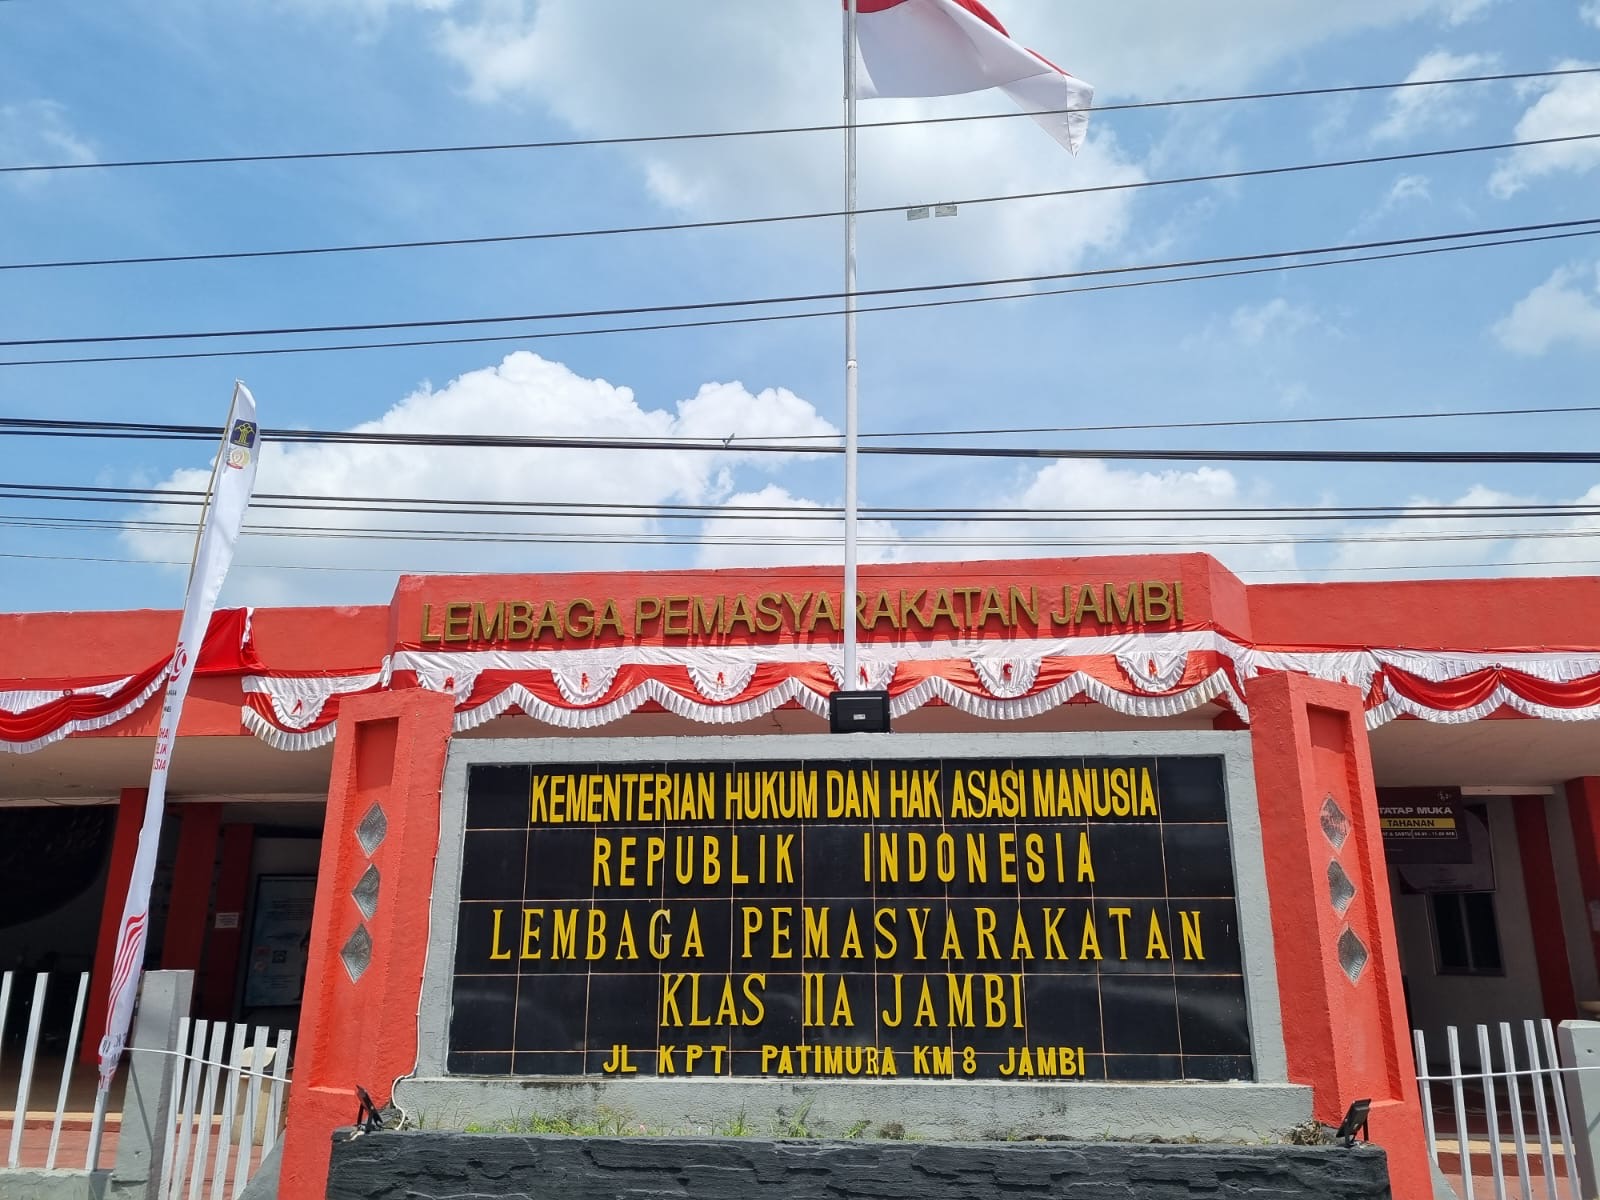 LEMBAGA PEMASYARAKATAN JAMBI
KEMENTERIAN HUKUM DAN HAK ASASI MANUSIA
REPUBLIK INDONESIA
LEMBAGA PEMASYARAKATAN
KLAS IIA JAMBI
JL KPT PATIMURA KM 8 JAMBI
TATAP MUKA
TAHANAN